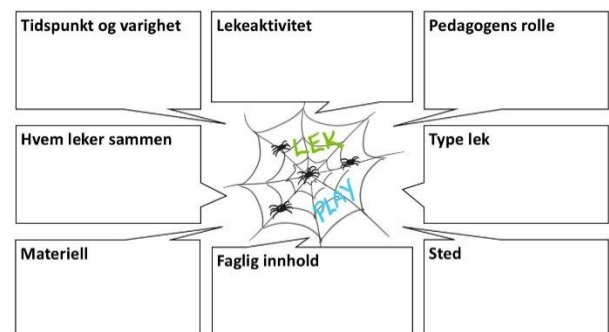 Tidspunkt og varighet
Lekeaktivitet
Pedagogens rolle
Hvem leker sammen
LEK
PLAY
Type lek
Materiell
Faglig innhold
Sted